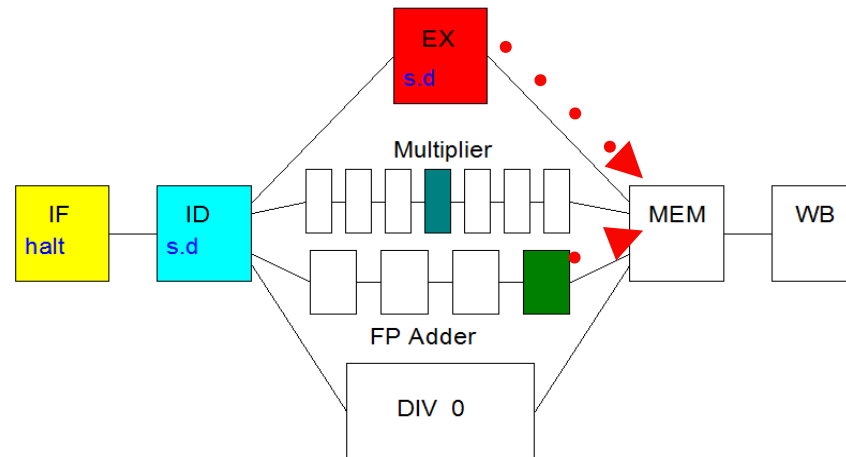 EX
s.d
Multiplier
IF
halt
ID
s.d
MEM
WB
FP Adder
DIV 0